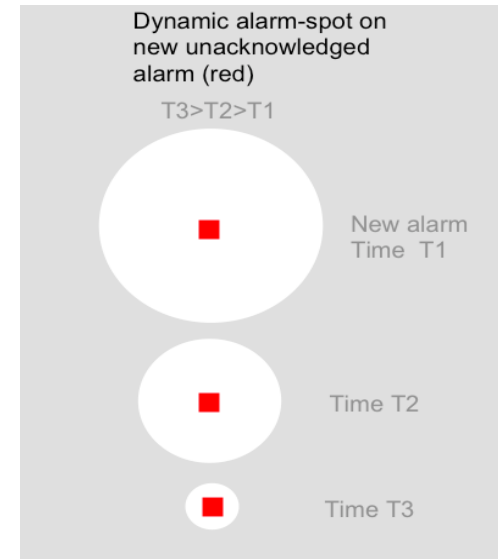 Dynamic alarm-spot on
new unacknowledged
alarm (red)
T3>T2>T1
New alarm
Time T1
Time T2
Time T3